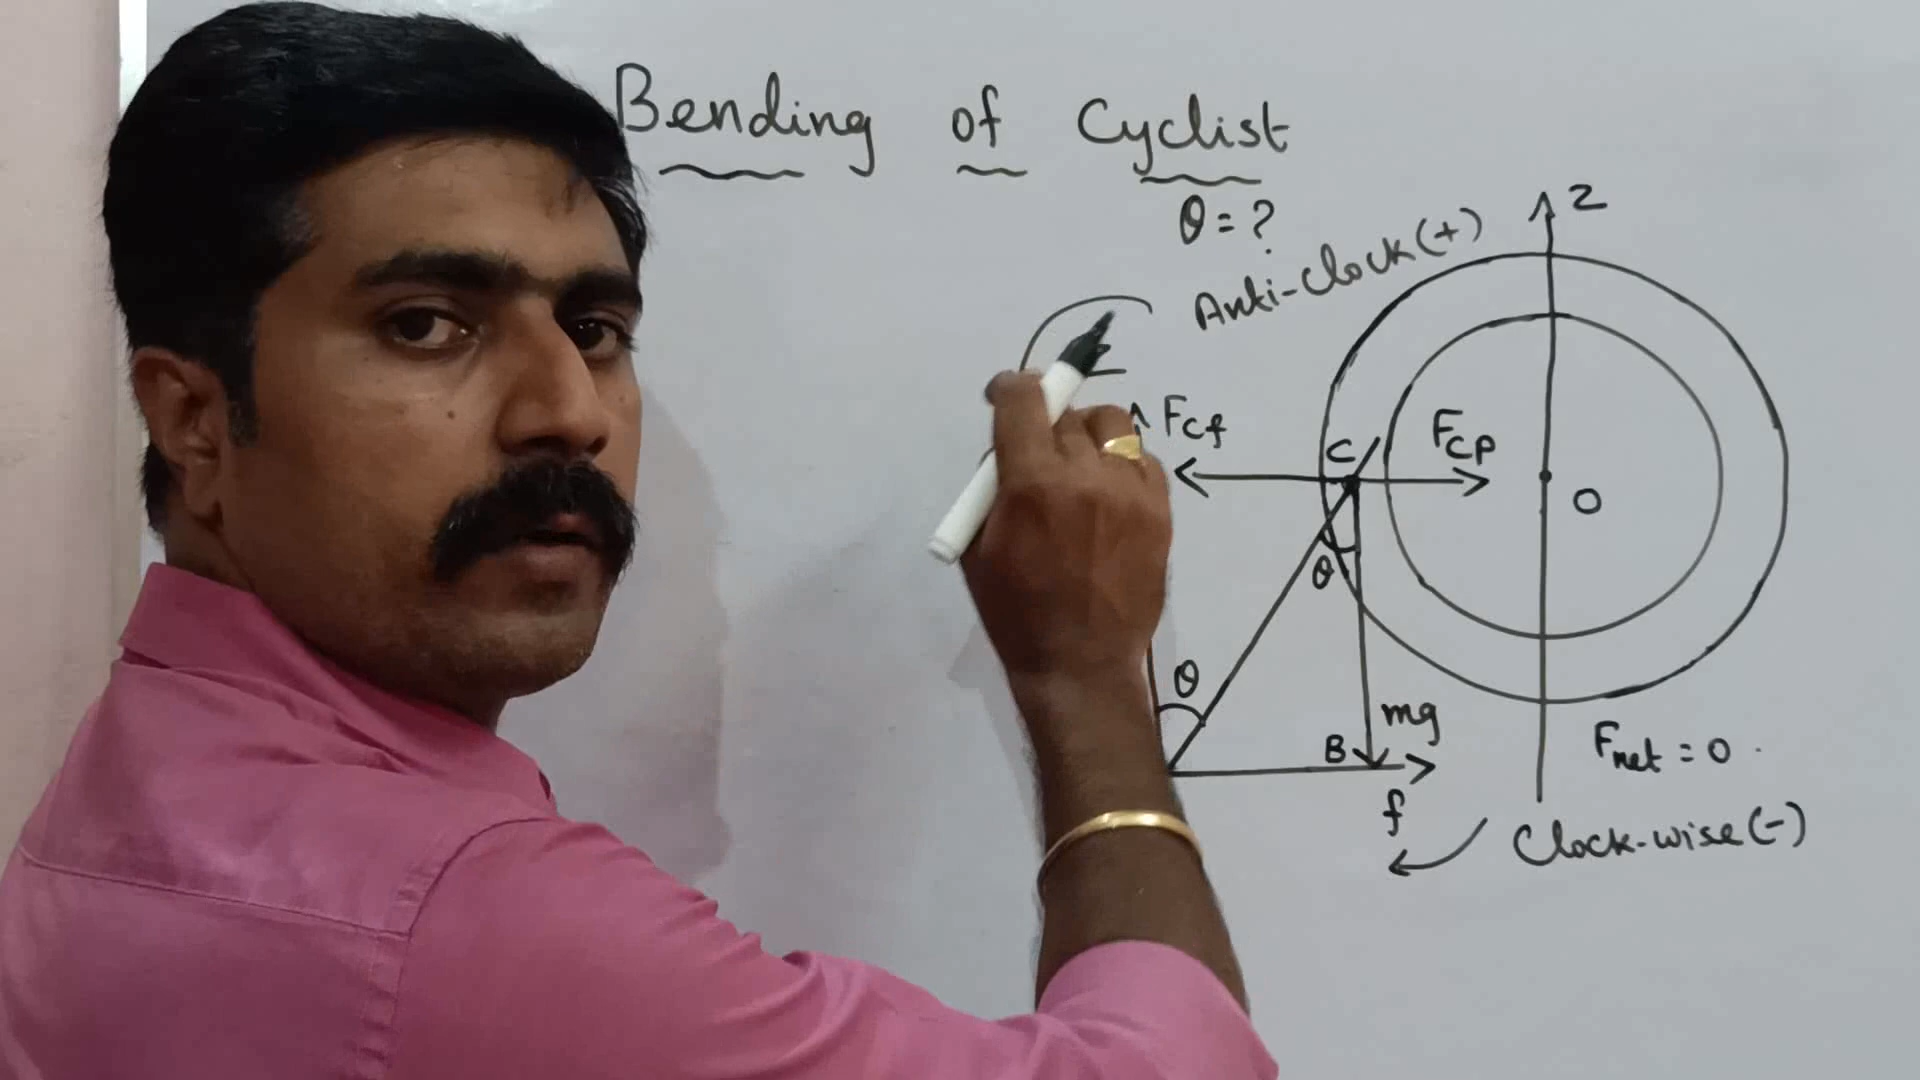 Bending of Cyclist
θ = ?
Z
Anti-clock (+)
Fcf
C
Fcp
O
θ
θ
mg
B
Fnet = 0
f
Clock-wise (-)